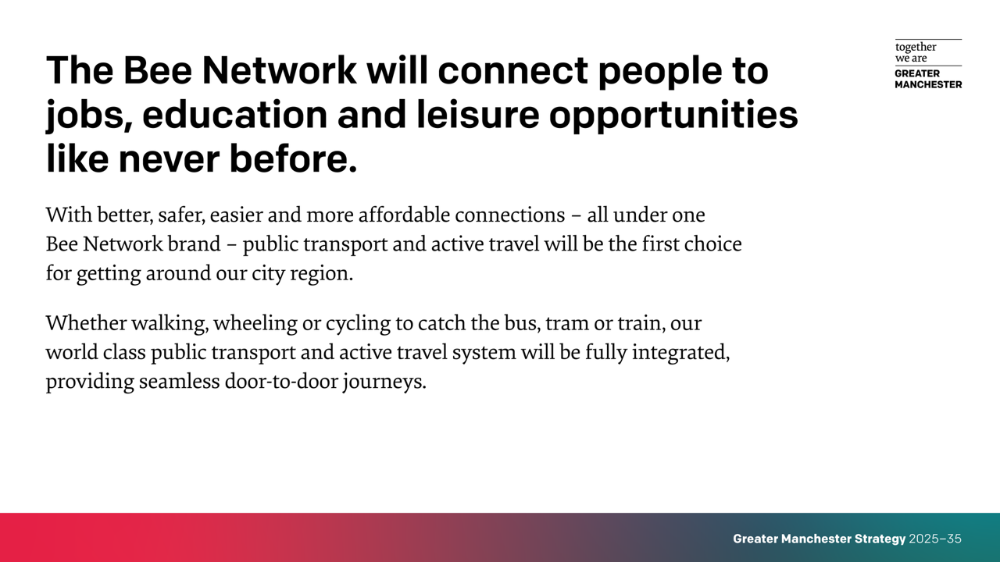 The Bee Network will connect people to
jobs, education and leisure opportunities
like never before.
together
we are
GREATER
MANCHESTER
With better, safer, easier and more affordable connections – all under one
Bee Network brand – public transport and active travel will be the first choice
for getting around our city region.
Whether walking, wheeling or cycling to catch the bus, tram or train, our
world class public transport and active travel system will be fully integrated,
providing seamless door-to-door journeys.
Greater Manchester Strategy 2025–35